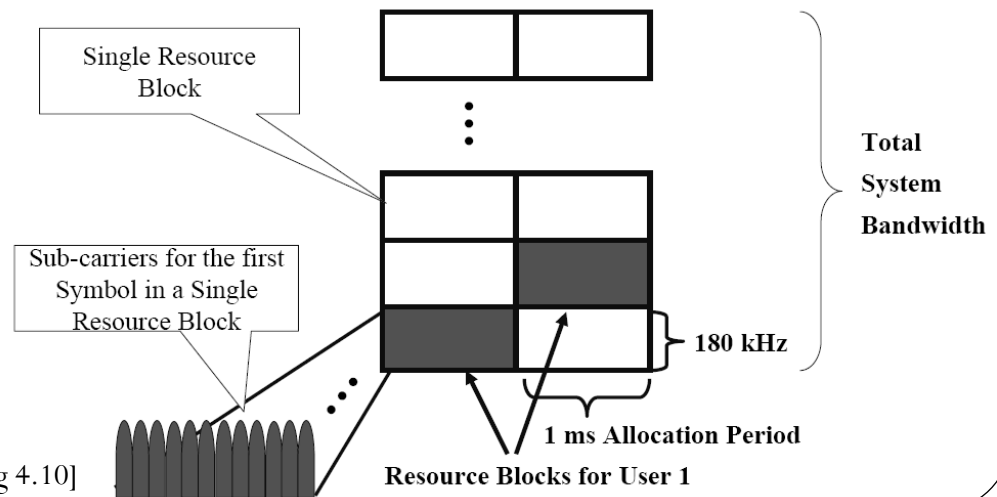 Single Resource
Block
Total
System
Bandwidth
Sub-carriers for the first
Symbol in a Single
Resource Block
180 kHz
1 ms Allocation Period
Resource Blocks for User 1
4.10]